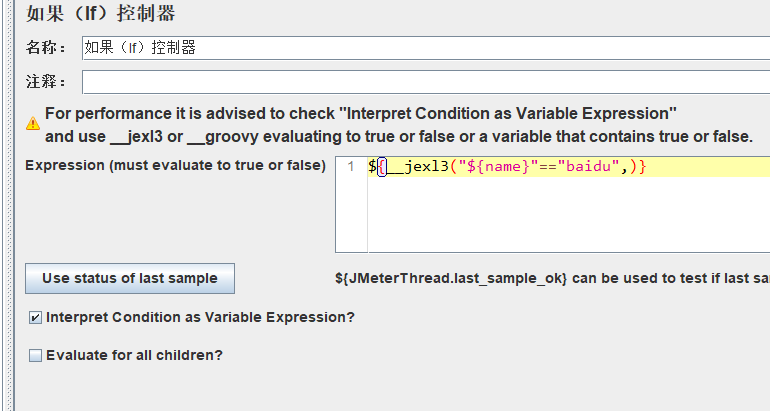 如果（If）控制器
名称： 如果（If）控制器
注释：
For performance it is advised to check "Interpret Condition as Variable Expression"
and use __jexl3 or __groovy evaluating to true or false or a variable that contains true or false.
Expression (must evaluate to true or false) 1 ${__jexl3("${name}"=="baidu",)}
Use status of last sample ${JMeterThread.last_sample_ok} can be used to test if last sa
Interpret Condition as Variable Expression?
Evaluate for all children?